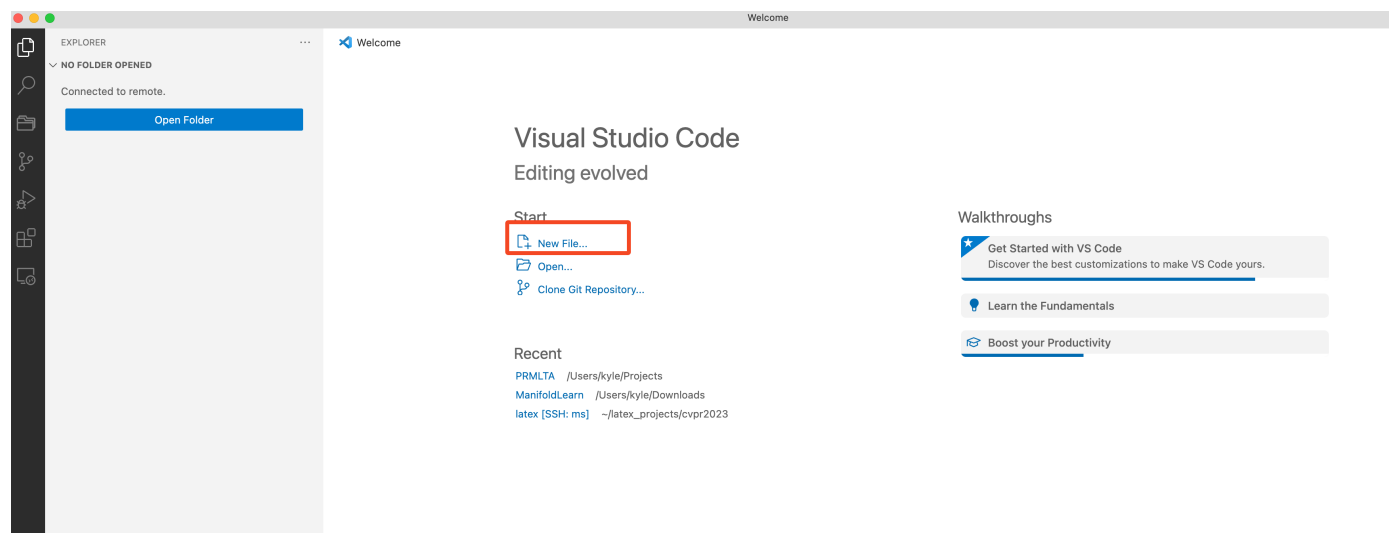 Welcome
EXPLORER
···
NO FOLDER OPENED
Connected to remote.
Open Folder
Welcome
Visual Studio Code
Editing evolved
Start
New File...
Open...
Clone Git Repository...
Recent
PRMLTA /Users/kyle/Projects
ManifoldLearn /Users/kyle/Downloads
latex [SSH: ms] ~/latex_projects/cvpr2023
Walkthroughs
Get Started with VS Code
Discover the best customizations to make VS Code yours.
Learn the Fundamentals
Boost your Productivity